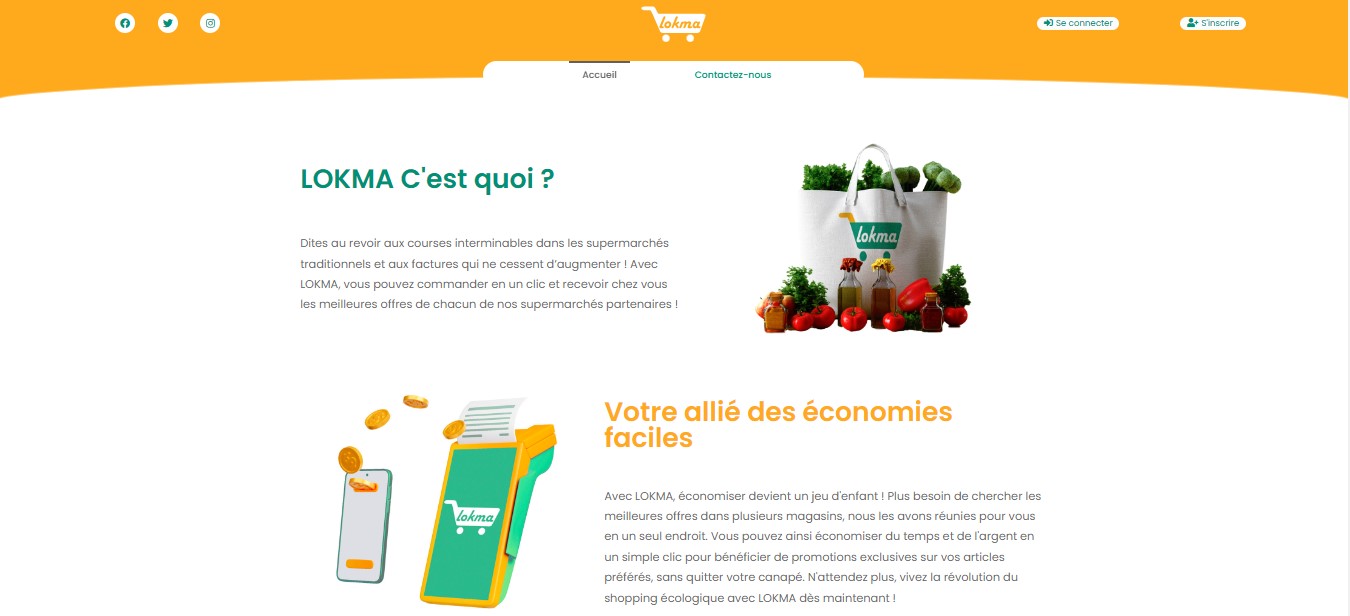 lokma
Se connecter
S'inscrire
Accueil
Contactez-nous
LOKMA C'est quoi ?
Dites au revoir aux courses interminables dans les supermarchés
traditionnels et aux factures qui ne cessent d’augmenter ! Avec
LOKMA, vous pouvez commander en un clic et recevoir chez vous
les meilleures offres de chacun de nos supermarchés partenaires !
lokma
Votre allié des économies
faciles
Avec LOKMA, économiser devient un jeu d'enfant ! Plus besoin de chercher les
meilleures offres dans plusieurs magasins, nous les avons réunies pour vous
en un seul endroit. Vous pouvez ainsi économiser du temps et de l'argent en
un simple clic pour bénéficier de promotions exclusives sur vos articles
préférés, sans quitter votre canapé. N'attendez plus, vivez la révolution du
shopping écologique avec LOKMA dès maintenant !
lokma